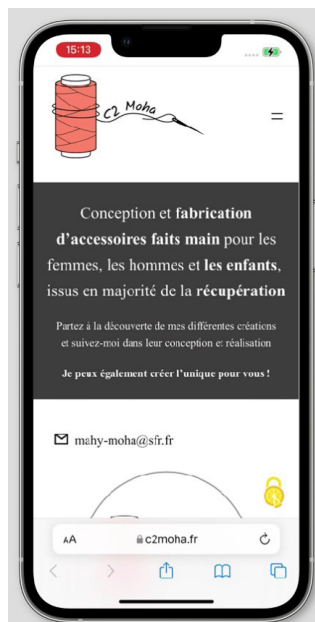 15:13
C2 Moha
Conception et fabrication
d'accessoires faits main pour les
femmes, les hommes et les enfants,
issus en majorité de la récupération
Partez à la découverte de mes différentes créations
et suivez-moi dans leur conception et réalisation
Je peux également créer l'unique pour vous !
mahy-moha@sfr.fr
AA
c2moha.fr